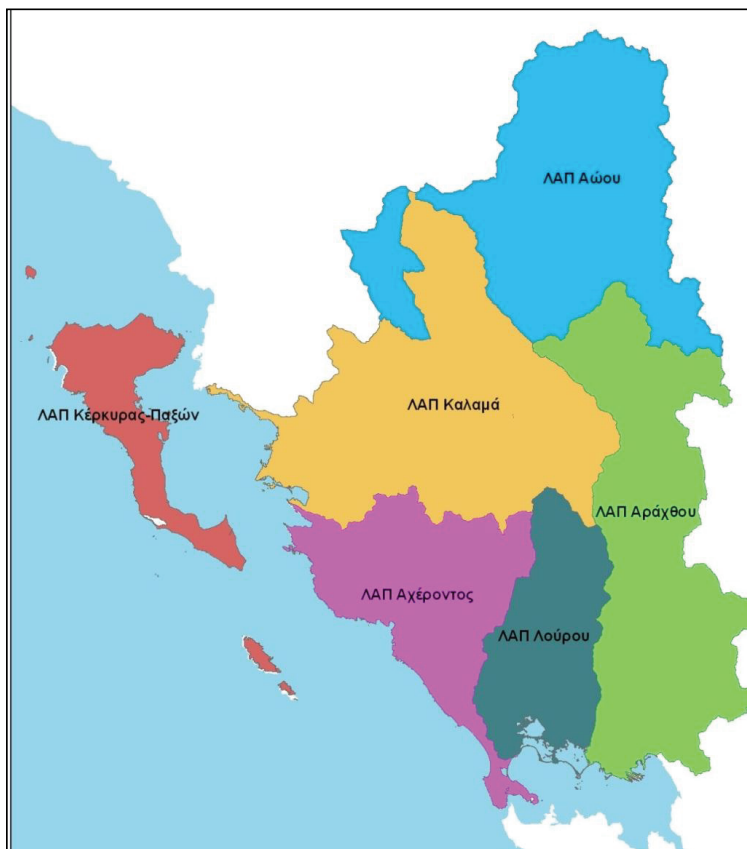 ΛΑΠ Αώου
ΛΑΠ Καλαμά
ΛΑΠ Κέρκυρας-Παξών
ΛΑΠ Αράχθου
ΛΑΠ Αχέροντος
ΛΑΠ Λούρου